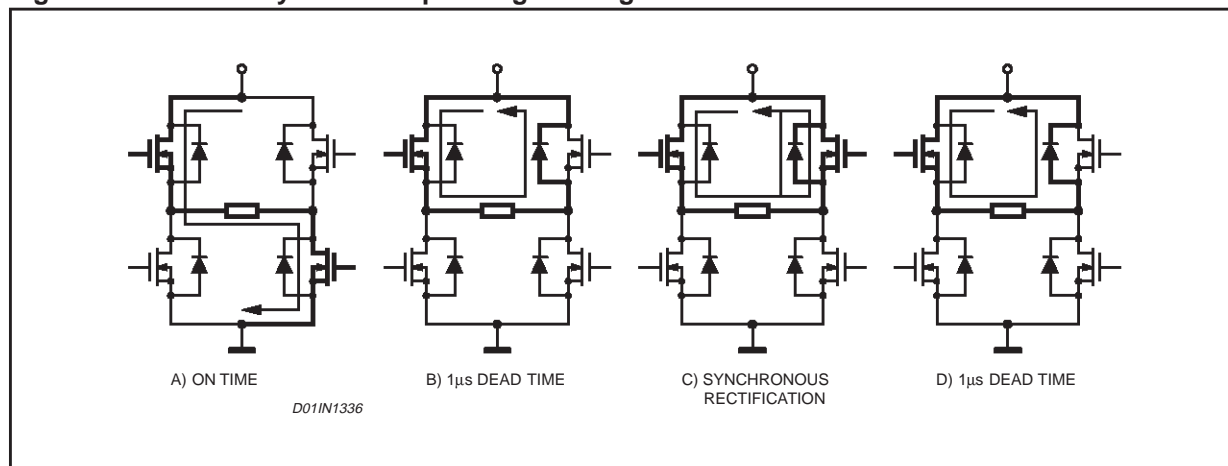 A) ON TIME
B) 1μs DEAD TIME
C) SYNCHRONOUS
RECTIFICATION
D) 1μs DEAD TIME
D01IN1336